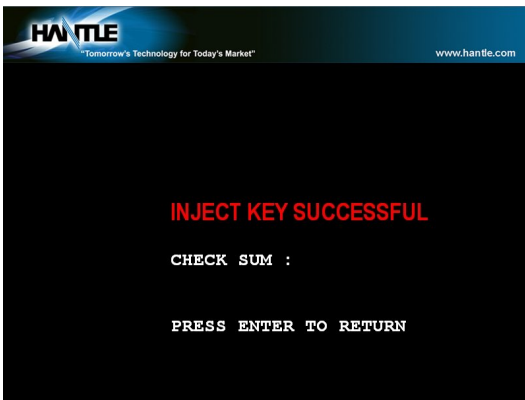 HANTLE
"Tomorrow's Technology for Today's Market"
www.hantle.com
INJECT KEY SUCCESSFUL
CHECK SUM :
PRESS ENTER TO RETURN